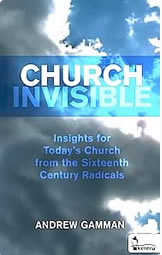 CHURCH
INVISIBLE
Insights for
Today's Church
from the Sixteenth
Century Radicals
ANDREW GAMMAN